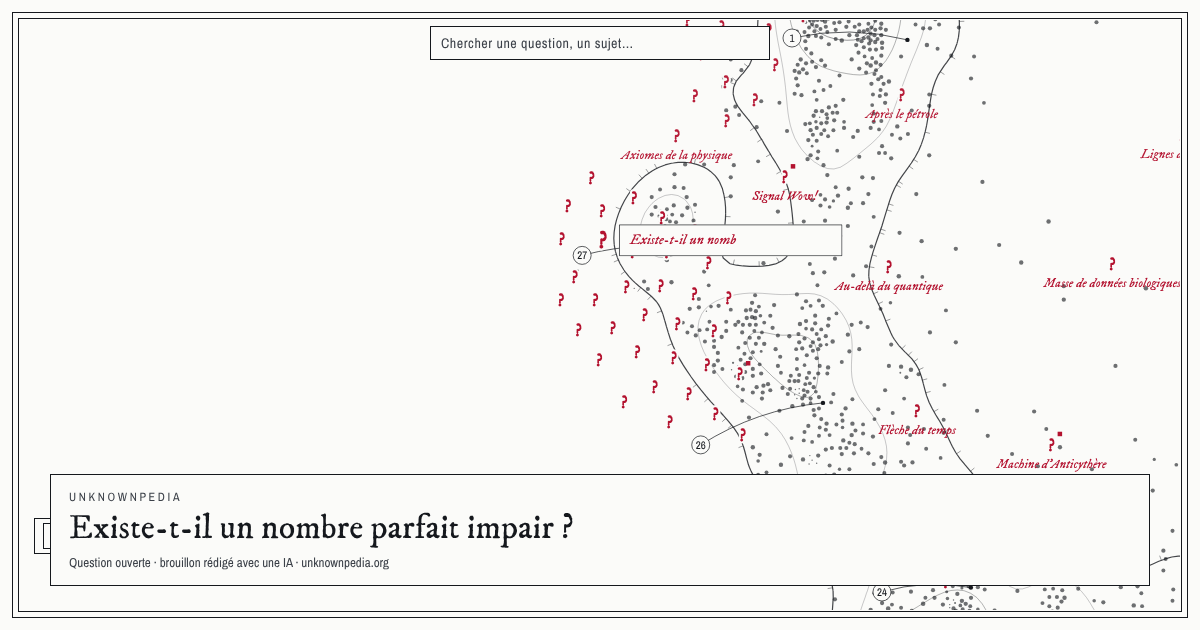 Chercher une question, un sujet...
1
Après le pétrole
Axiomes de la physique
Lignes d
Signal Wow!
Existe-t-il un nomb
27
Masse de données biologiques
Au-delà du quantique
Flèche du temps
26
Machine d'Anticythère
UNKNOWNPEDIA
Existe-t-il un nombre parfait impair ?
Question ouverte · brouillon rédigé avec une IA · unknownpedia.org
24